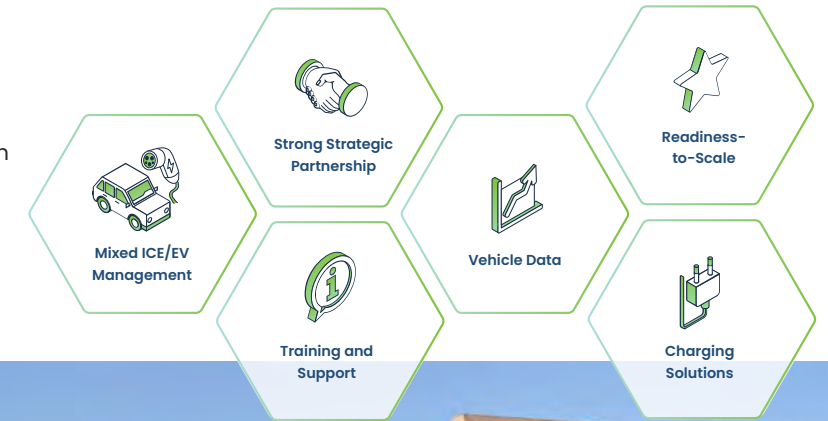 n
Mixed ICE/EV
Management
Strong Strategic
Partnership
Training and
Support
Vehicle Data
Readiness-
to-Scale
Charging
Solutions